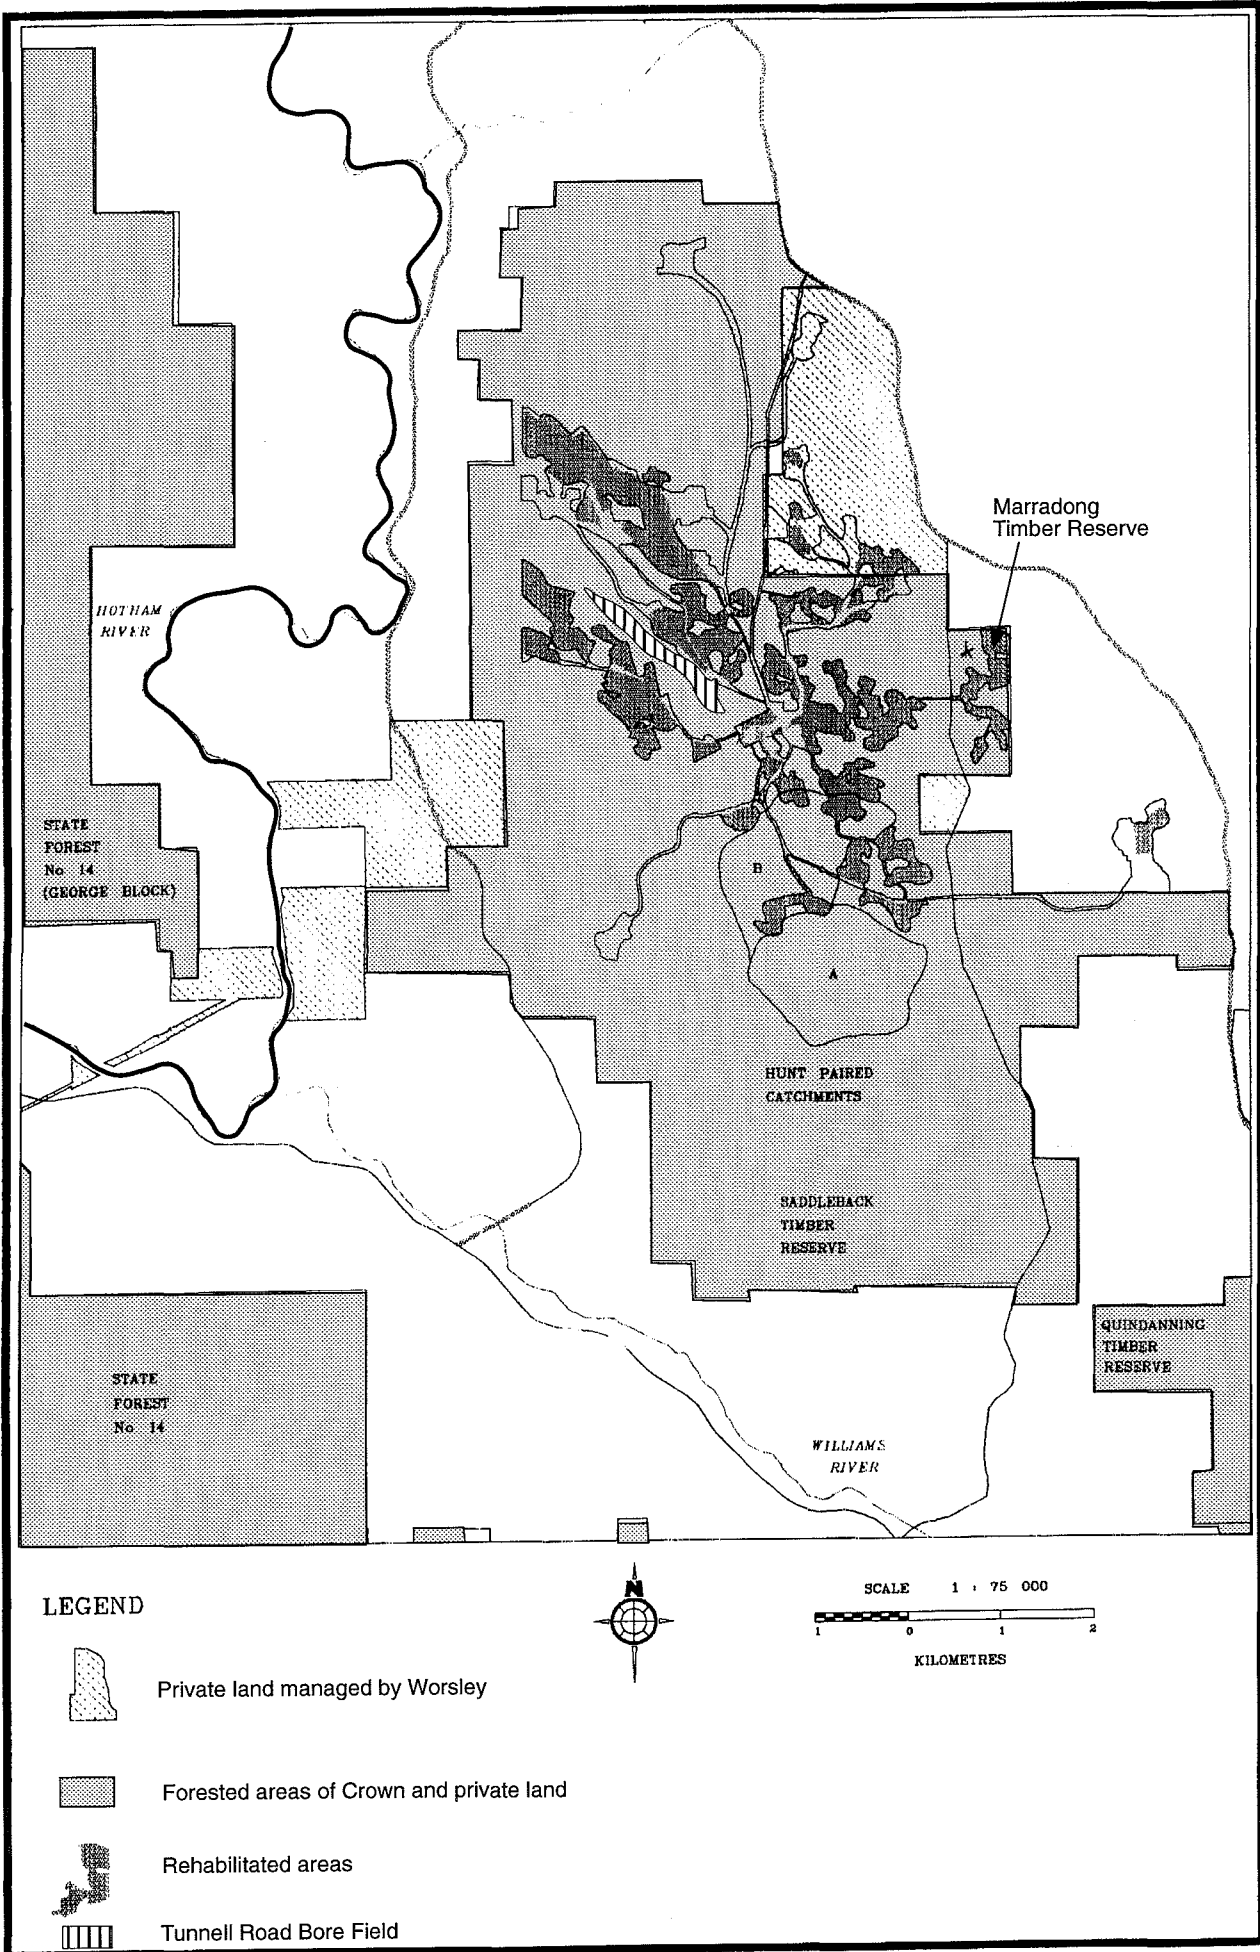 Marradong
Timber Reserve
HOTHAM
RIVER
STATE
FOREST
No 14
(GEORGE BLOCK)
B
A
HUNT PAIRED
CATCHMENTS
SADDLEBACK
TIMBER
RESERVE
QUINDANNING
TIMBER
RESERVE
STATE
FOREST
No 14
WILLIAMS
RIVER
LEGEND
N
SCALE 1 : 75 000
1 0 1 2
KILOMETRES
Private land managed by Worsley
Forested areas of Crown and private land
Rehabilitated areas
Tunnell Road Bore Field